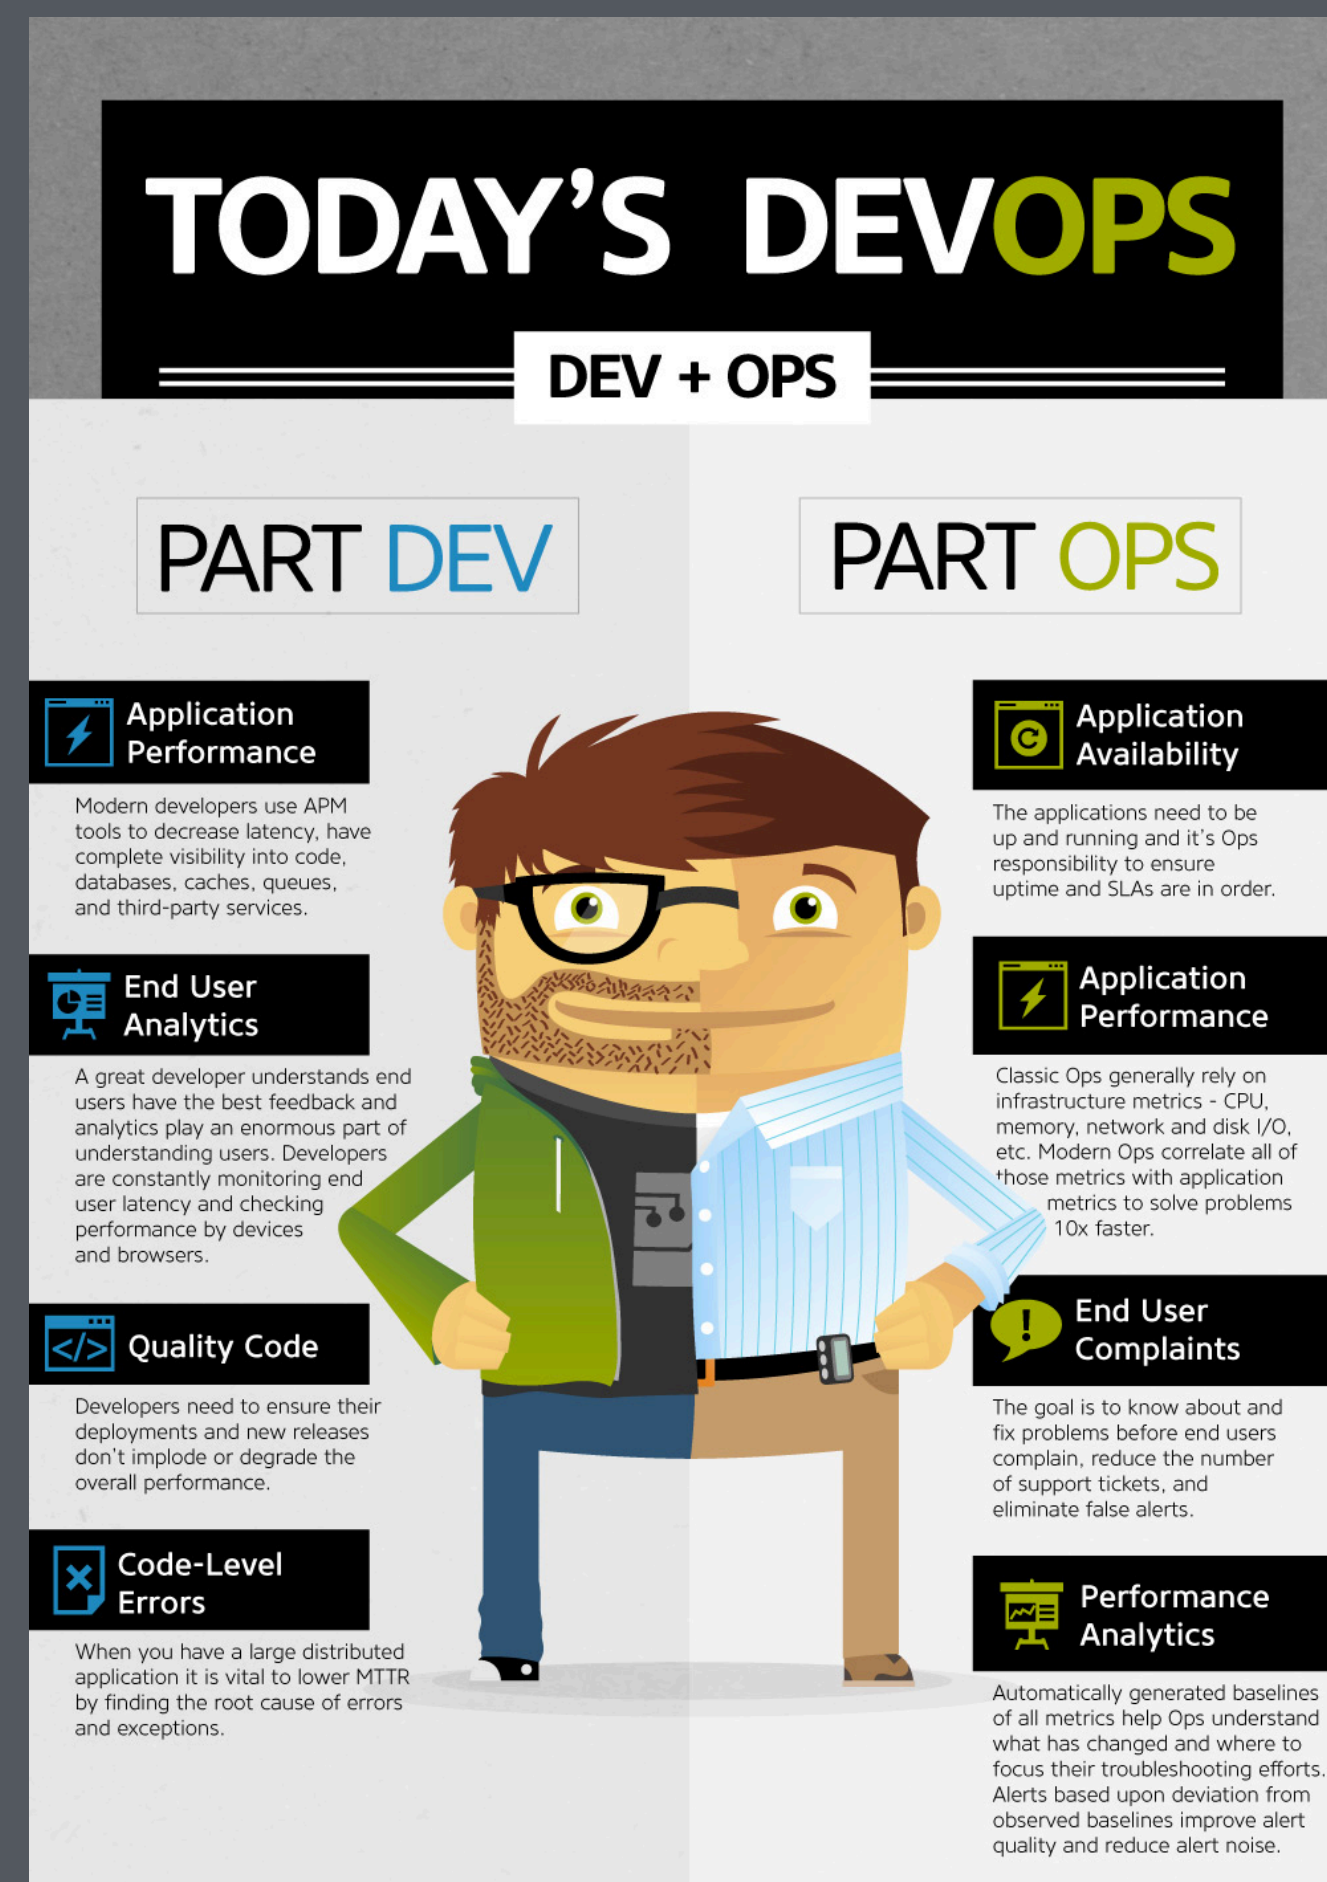 TODAY'S DEVOPS
DEV + OPS
PART DEV
Application
Performance
Modern developers use APM
tools to decrease latency, have
complete visibility into code,
databases, caches, queues,
and third-party services.
End User
Analytics
A great developer understands end
users have the best feedback and
analytics play an enormous part of
understanding users. Developers
are constantly monitoring end
user latency and checking
performance by devices
and browsers.
</> Quality Code
Developers need to ensure their
deployments and new releases
don't implode or degrade the
overall performance.
Code-Level
Errors
When you have a large distributed
application it is vital to lower MTTR
by finding the root cause of errors
and exceptions.
PART OPS
Application
Availability
The applications need to be
up and running and it's Ops
responsibility to ensure
uptime and SLAs are in order.
Application
Performance
Classic Ops generally rely on
infrastructure metrics - CPU,
memory, network and disk I/O,
etc. Modern Ops correlate all of
those metrics with application
metrics to solve problems
10x faster.
End User
Complaints
The goal is to know about and
fix problems before end users
complain, reduce the number
of support tickets, and
eliminate false alerts.
Performance
Analytics
Automatically generated baselines
of all metrics help Ops understand
what has changed and where to
focus their troubleshooting efforts.
Alerts based upon deviation from
observed baselines improve alert
quality and reduce alert noise.